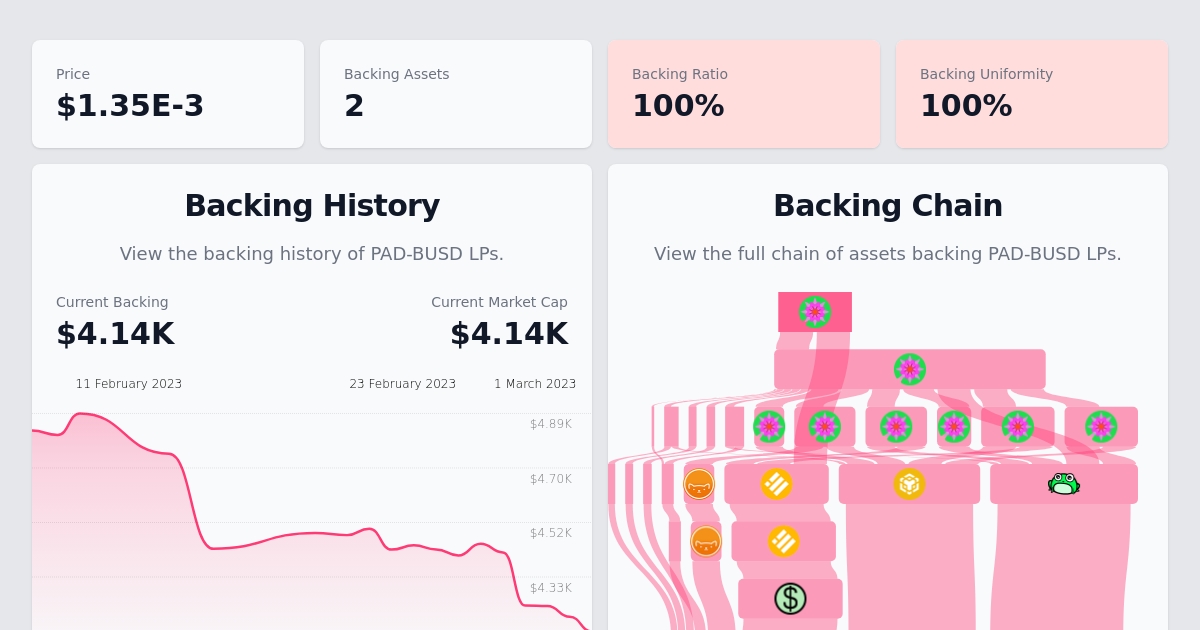 Price
$1.35E-3
Backing Assets
2
Backing Ratio
100%
Backing Uniformity
100%
Backing History
View the backing history of PAD-BUSD LPs.
Current Backing
$4.14K
Current Market Cap
$4.14K
11 February 2023
23 February 2023
1 March 2023
$4.89K
$4.70K
$4.52K
$4.33K
Backing Chain
View the full chain of assets backing PAD-BUSD LPs.
$